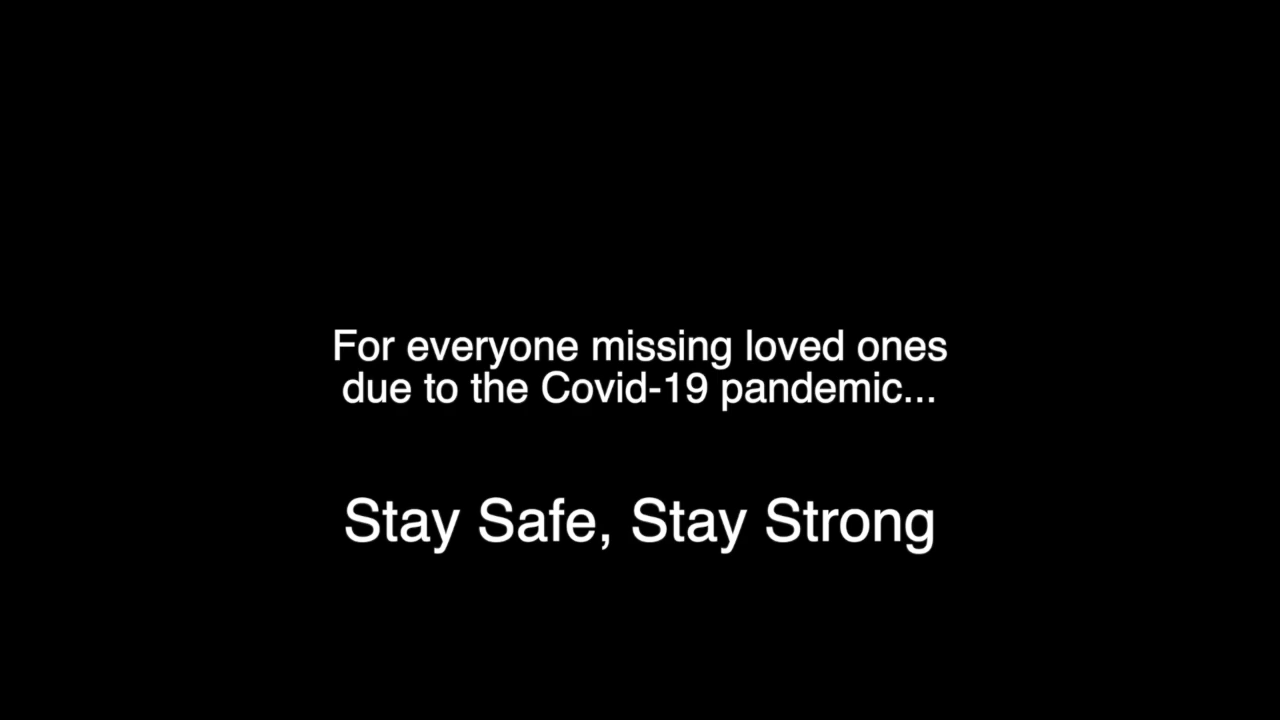 For everyone missing loved ones
due to the Covid-19 pandemic...
Stay Safe, Stay Strong